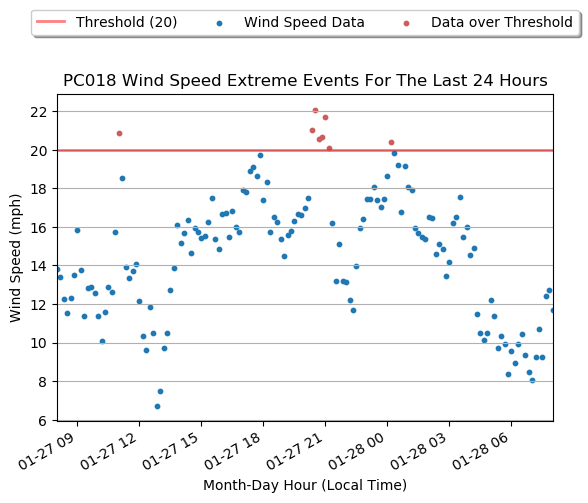 Threshold (20) Wind Speed Data Data over Threshold
PC018 Wind Speed Extreme Events For The Last 24 Hours
Wind Speed (mph)
22
20
18
16
14
12
10
8
6
01-27 09 01-27 12 01-27 15 01-27 18 01-27 21 01-28 00 01-28 03 01-28 06
Month-Day Hour (Local Time)